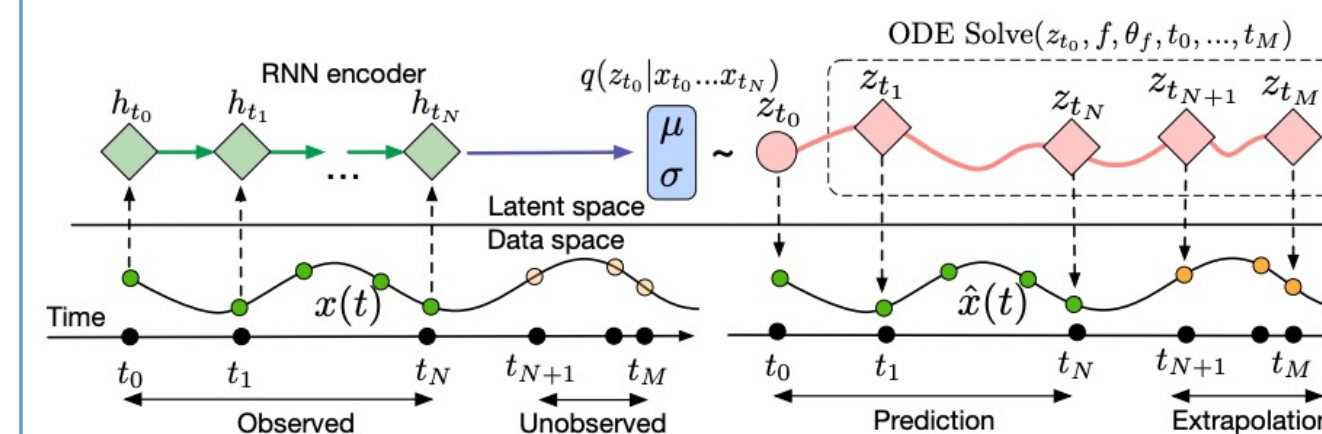 ODE Solve(z_{t_0}, f, θ_f, t_0, ..., t_M)
RNN encoder
q(z_{t_0}|x_{t_0}...x_{t_N})
h_{t_0} h_{t_1} h_{t_N}
z_{t_0} z_{t_1} z_{t_N} z_{t_{N+1}} z_{t_M}
μ
σ
~
...
Latent space
Data space
x(t) x̂(t)
Time
t_0 t_1 t_N t_{N+1} t_M t_0 t_1 t_N t_{N+1} t_M
Observed Unobserved Prediction Extrapolation